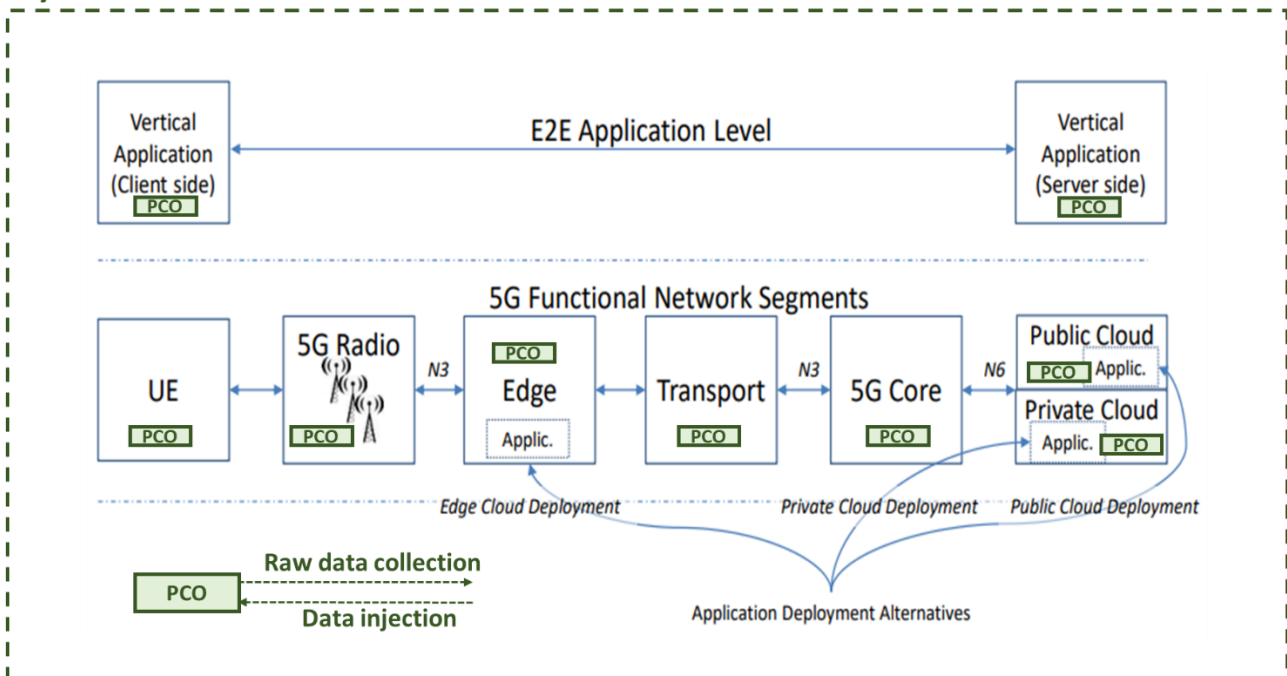 Vertical
Application
(Client side)
PCO
E2E Application Level
Vertical
Application
(Server side)
PCO
5G Functional Network Segments
UE
PCO
5G Radio
PCO
N3
PCO
Edge
Applic.
Transport
PCO
N3
5G Core
PCO
N6
Public Cloud
PCO
Applic.
Private Cloud
Applic.
PCO
Edge Cloud Deployment
Private Cloud Deployment
Public Cloud Deployment
PCO
Raw data collection
Data injection
Application Deployment Alternatives